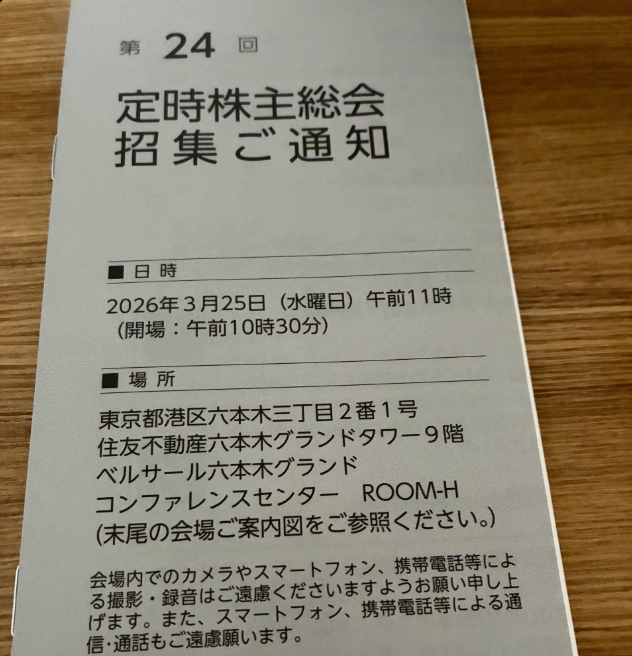 第 24 回
定時株主総会
招集ご通知
■ 日 時
2026年3月25日（水曜日）午前11時
（開場：午前10時30分）
■ 場 所
東京都港区六本木三丁目2番1号
住友不動産六本木グランドタワー9階
ベルサール六本木グランド
コンファレンスセンター　ROOM-H
（末尾の会場ご案内図をご参照ください。）
会場内でのカメラやスマートフォン、携帯電話等によ
る撮影・録音はご遠慮くださいますようお願い申し上
げます。また、スマートフォン、携帯電話等による通
信・通話もご遠慮願います。